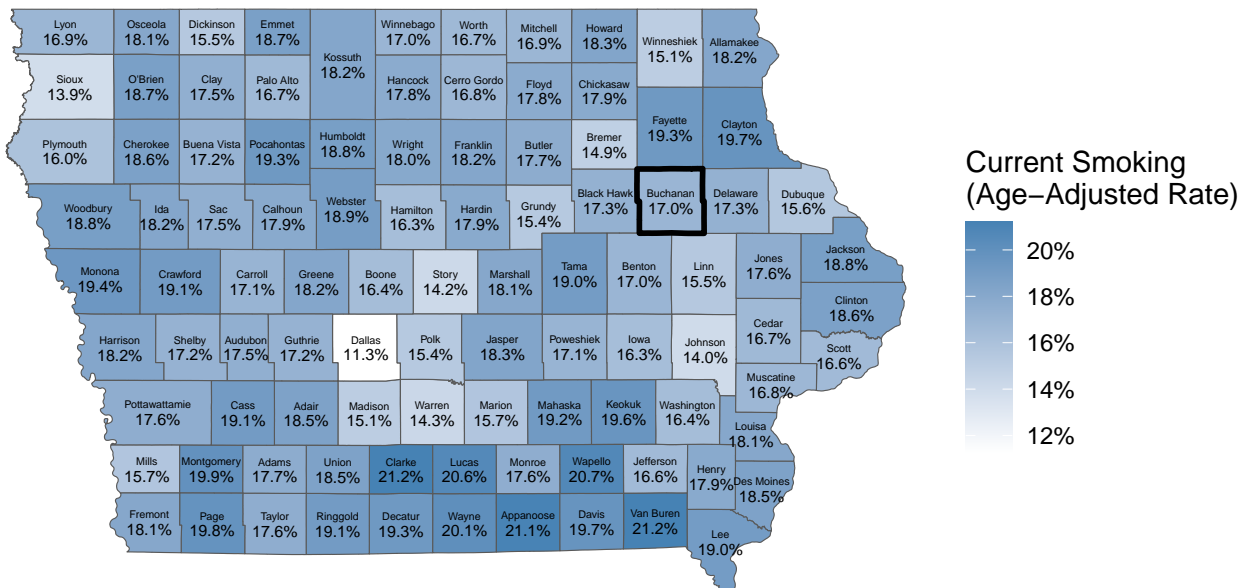 Lyon
16.9%
Osceola
18.1%
Dickinson
15.5%
Emmet
18.7%
Kossuth
18.2%
Winnebago
17.0%
Worth
16.7%
Mitchell
16.9%
Howard
18.3%
Winneshiek
15.1%
Allamakee
18.2%
Sioux
13.9%
O'Brien
18.7%
Clay
17.5%
Palo Alto
16.7%
Hancock
17.8%
Cerro Gordo
16.8%
Floyd
17.8%
Chickasaw
17.9%
Fayette
19.3%
Clayton
19.7%
Plymouth
16.0%
Cherokee
18.6%
Buena Vista
17.2%
Pocahontas
19.3%
Humboldt
18.8%
Wright
18.0%
Franklin
18.2%
Butler
17.7%
Bremer
14.9%
Woodbury
18.8%
Ida
18.2%
Sac
17.5%
Calhoun
17.9%
Webster
18.9%
Hamilton
16.3%
Hardin
17.9%
Grundy
15.4%
Black Hawk
17.3%
Buchanan
17.0%
Delaware
17.3%
Dubuque
15.6%
Monona
19.4%
Crawford
19.1%
Carroll
17.1%
Greene
18.2%
Boone
16.4%
Story
14.2%
Marshall
18.1%
Tama
19.0%
Benton
17.0%
Linn
15.5%
Jones
17.6%
Jackson
18.8%
Clinton
18.6%
Harrison
18.2%
Shelby
17.2%
Audubon
17.5%
Guthrie
17.2%
Dallas
11.3%
Polk
15.4%
Jasper
18.3%
Poweshiek
17.1%
Iowa
16.3%
Johnson
14.0%
Cedar
16.7%
Scott
16.6%
Muscatine
16.8%
Pottawattamie
17.6%
Cass
19.1%
Adair
18.5%
Madison
15.1%
Warren
14.3%
Marion
15.7%
Mahaska
19.2%
Keokuk
19.6%
Washington
16.4%
Louisa
18.1%
Mills
15.7%
Montgomery
19.9%
Adams
17.7%
Union
18.5%
Clarke
21.2%
Lucas
20.6%
Monroe
17.6%
Wapello
20.7%
Jefferson
16.6%
Henry
17.9%
Des Moines
18.5%
Fremont
18.1%
Page
19.8%
Taylor
17.6%
Ringgold
19.1%
Decatur
19.3%
Wayne
20.1%
Appanoose
21.1%
Davis
19.7%
Van Buren
21.2%
Lee
19.0%
Current Smoking
(Age−Adjusted Rate)
20%
18%
16%
14%
12%